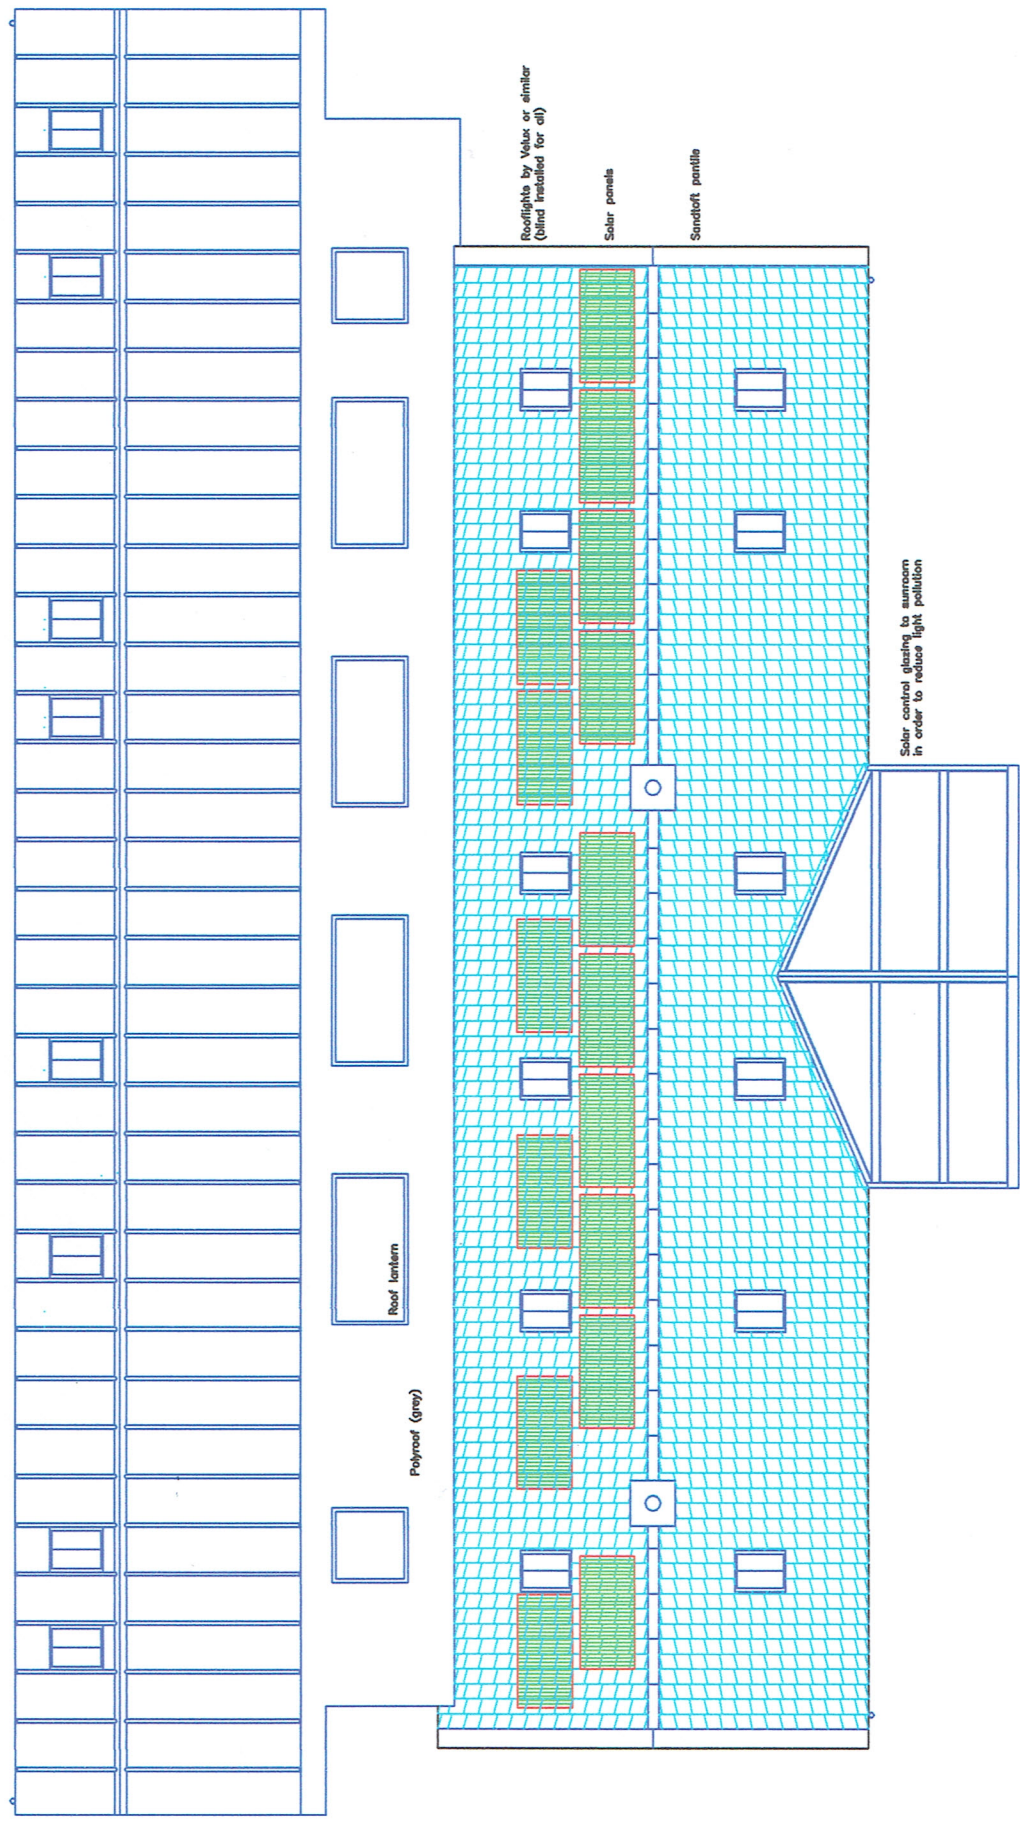 Rooflights by Velux or similar
(blind installed for all)
Solar panels
Sandtoft pantile
Solar control glazing to sunroom
in order to reduce light pollution
Roof lantern
Polyroof (grey)